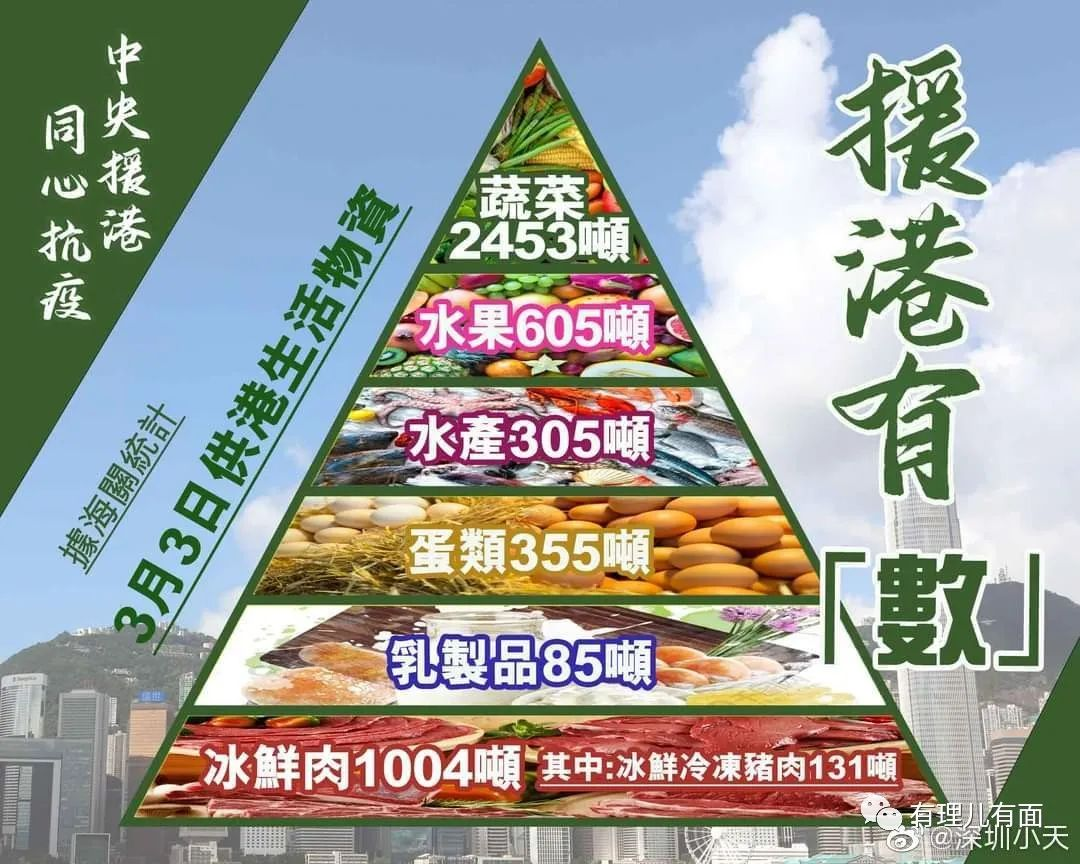 中央援港
同心抗疫
據海關統計
3月3日供港生活物資
援港有
「數」
蔬菜
2453噸
水果605噸
水產305噸
蛋類355噸
乳製品85噸
冰鮮肉1004噸
其中:冰鮮冷凍豬肉131噸
有理儿有面
@深圳小天